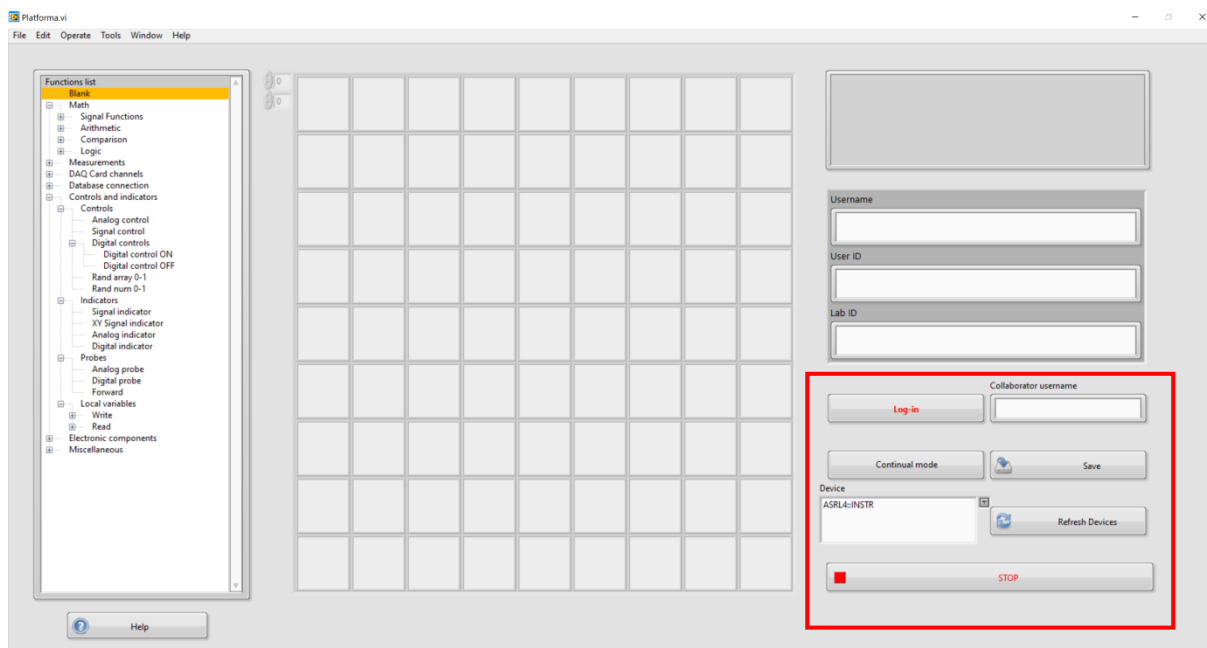 Platforma.vi
File Edit Operate Tools Window Help
Functions list
Blank
Math
Signal Functions
Arithmetic
Comparison
Logic
Measurements
DAQ Card channels
Database connection
Controls and indicators
Controls
Analog control
Signal control
Digital controls
Digital control ON
Digital control OFF
Rand array 0-1
Rand num 0-1
Indicators
Signal indicator
XY Signal indicator
Analog indicator
Digital indicator
Probes
Analog probe
Digital probe
Forward
Local variables
Write
Read
Electronic components
Miscellaneous
Help
0
0
Username
User ID
Lab ID
Collaborator username
Log-in
Continual mode
Save
Device
ASRL4::INSTR
Refresh Devices
STOP